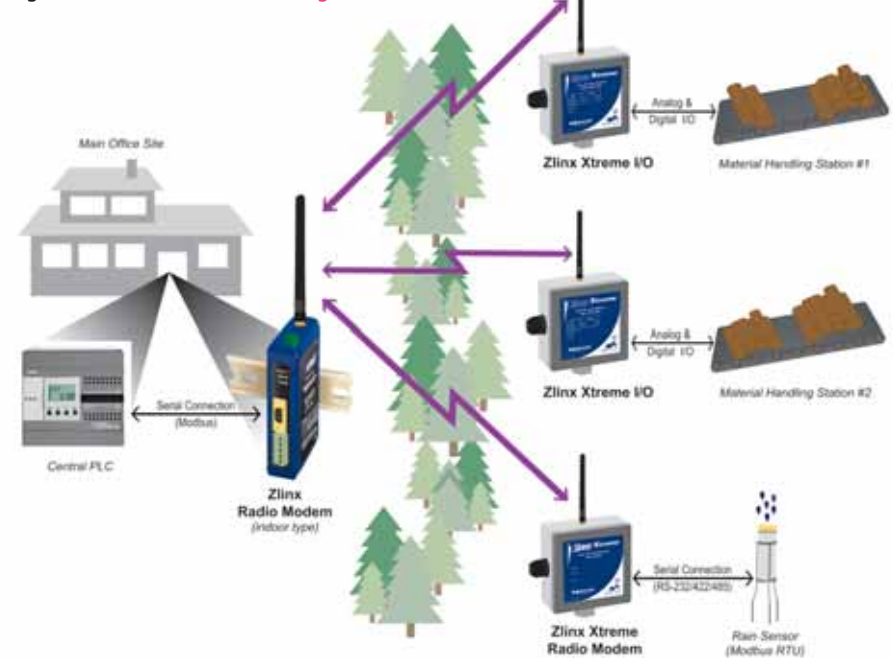 Main Office Site
Central PLC
Serial Connection
(Modbus)
Zlinx
Radio Modem
(indoor type)
Zlinx Xtreme I/O
Analog &
Digital I/O
Material Handling Station #1
Zlinx Xtreme I/O
Analog &
Digital I/O
Material Handling Station #2
Zlinx Xtreme
Radio Modem
Serial Connection
(RS-232/422/485)
Rain Sensor
(Modbus RTU)